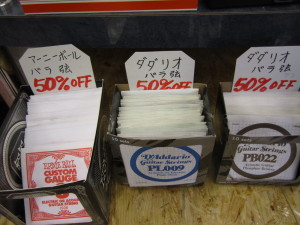 アーニーボール
バラ弦
50%OFF
ERNIE BALL
CUSTOM
GAUGE
ダダリオ
バラ弦
50%OFF
D'Addario
Guitar Strings
PL009
ダダリオ
バラ弦
50%OFF
Guitar Strings
PB022